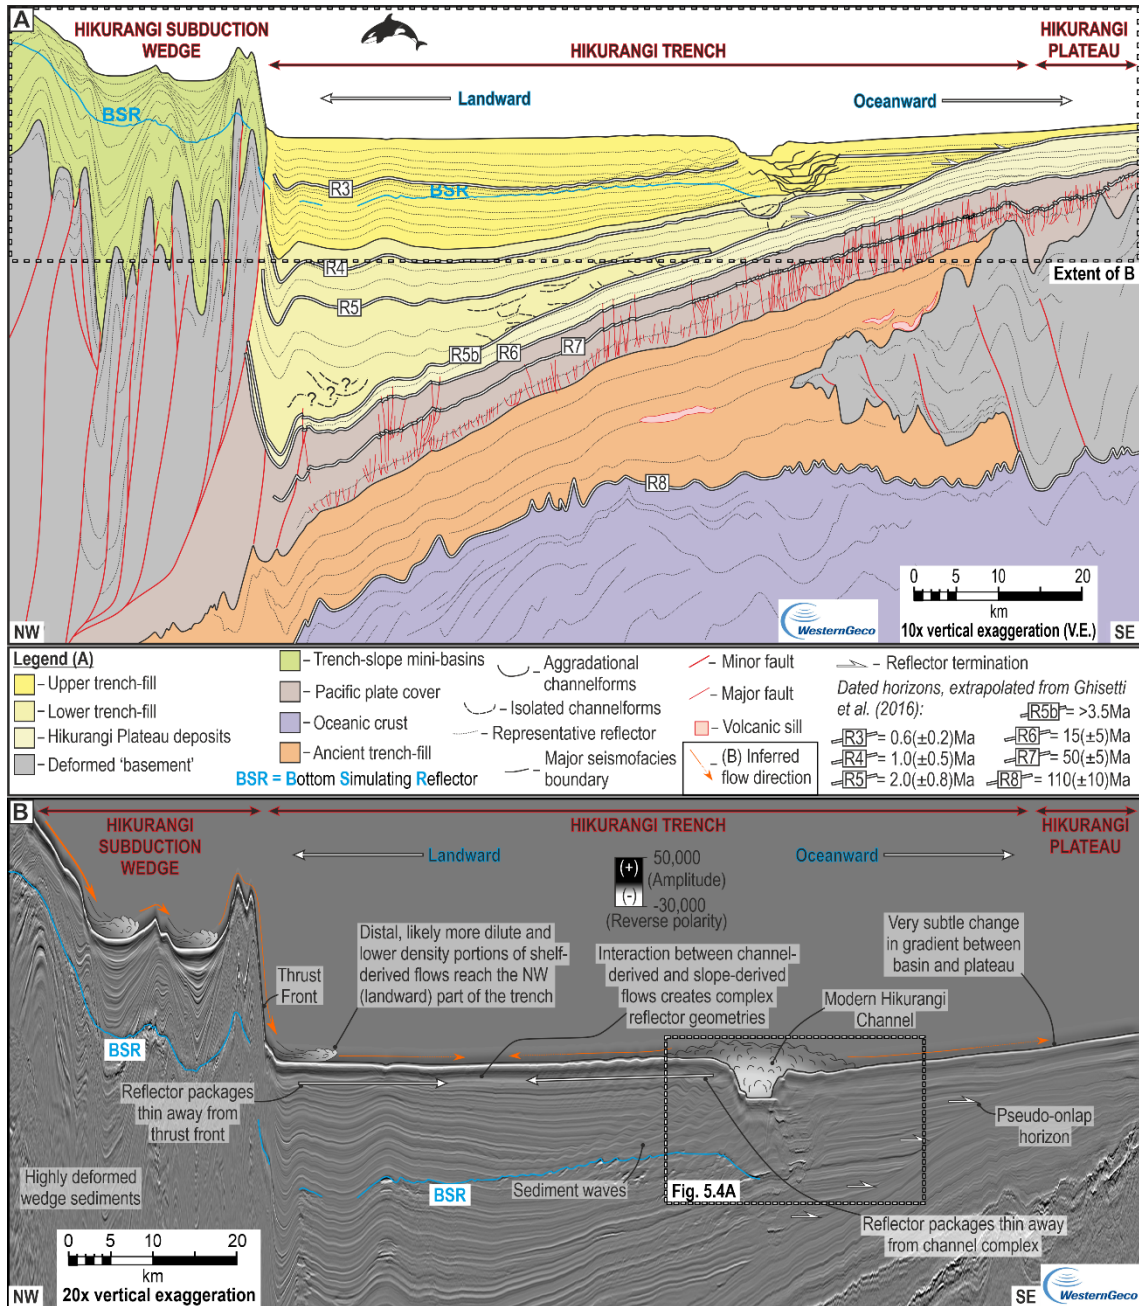 A
HIKURANGI SUBDUCTION
WEDGE
HIKURANGI TRENCH
HIKURANGI
PLATEAU
Landward
Oceanward
BSR
R3
BSR
R4
R5
R5b
R6
R7
R8
Extent of B
0 5 10 20
km
10x vertical exaggeration (V.E.)
WesternGeco
NW
SE
Legend (A)
– Upper trench-fill
– Lower trench-fill
– Hikurangi Plateau deposits
– Deformed ‘basement’
– Trench-slope mini-basins
– Pacific plate cover
– Oceanic crust
– Ancient trench-fill
BSR = Bottom Simulating Reflector
– Aggradational
channelforms
– Isolated channelforms
– Representative reflector
– Major seismofacies
boundary
– Minor fault
– Major fault
– Volcanic sill
– (B) Inferred
flow direction
– Reflector termination
Dated horizons, extrapolated from Ghisetti
et al. (2016):
R5b = >3.5Ma
R3 = 0.6(±0.2)Ma
R6 = 15(±5)Ma
R4 = 1.0(±0.5)Ma
R7 = 50(±5)Ma
R5 = 2.0(±0.8)Ma
R8 = 110(±10)Ma
B
HIKURANGI
SUBDUCTION
WEDGE
HIKURANGI TRENCH
HIKURANGI
PLATEAU
Landward
Oceanward
(+) 50,000
(Amplitude)
(-) -30,000
(Reverse polarity)
Distal, likely more dilute and
lower density portions of shelf-
derived flows reach the NW
(landward) part of the trench
Interaction between channel-
derived and slope-derived
flows creates complex
reflector geometries
Very subtle change
in gradient between
basin and plateau
Modern Hikurangi
Channel
Thrust
Front
BSR
Reflector packages
thin away from
thrust front
Pseudo-onlap
horizon
Highly deformed
wedge sediments
BSR
Sediment waves
Fig. 5.4A
Reflector packages thin away
from channel complex
0 5 10 20
km
20x vertical exaggeration
NW
SE
WesternGeco